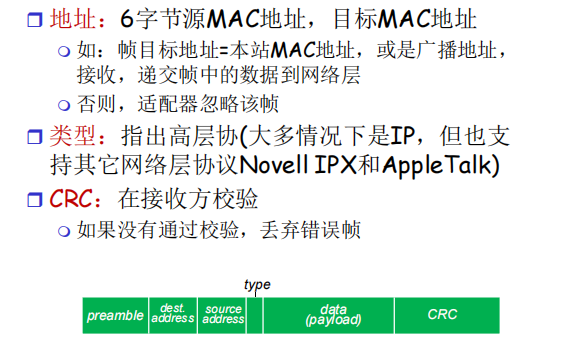 地址：6字节源MAC地址，目标MAC地址
如：帧目标地址=本站MAC地址，或是广播地址，
接收，递交帧中的数据到网络层
否则，适配器忽略该帧
类型：指出高层协(大多情况下是IP，但也支
持其它网络层协议Novell IPX和AppleTalk)
CRC：在接收方校验
如果没有通过校验，丢弃错误帧
type
preamble
dest.
address
source
address
data
(payload)
CRC